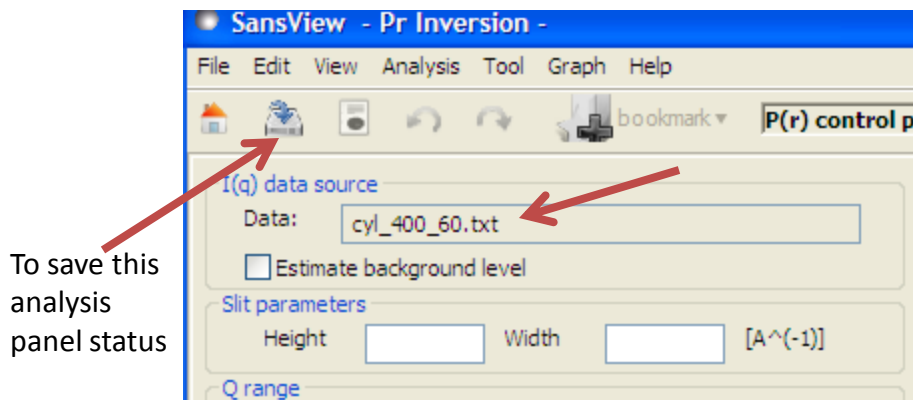 SansView - Pr Inversion -
File Edit View Analysis Tool Graph Help
bookmark P(r) control p
I(q) data source
Data: cyl_400_60.txt
Estimate background level
To save this
analysis
panel status
Slit parameters
Height Width [A^(-1)]
Q range